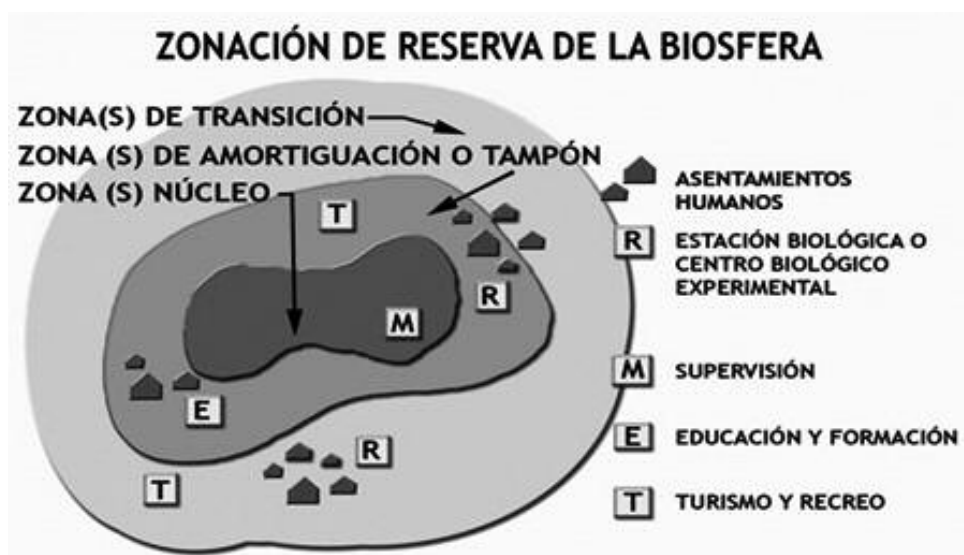 ZONACIÓN DE RESERVA DE LA BIOSFERA
ZONA(S) DE TRANSICIÓN
ZONA (S) DE AMORTIGUACIÓN O TAMPÓN
ZONA (S) NÚCLEO
T
R
M
E
R
T
ASENTAMIENTOS
HUMANOS
R ESTACIÓN BIOLÓGICA O
CENTRO BIOLÓGICO
EXPERIMENTAL
M SUPERVISIÓN
E EDUCACIÓN Y FORMACIÓN
T TURISMO Y RECREO